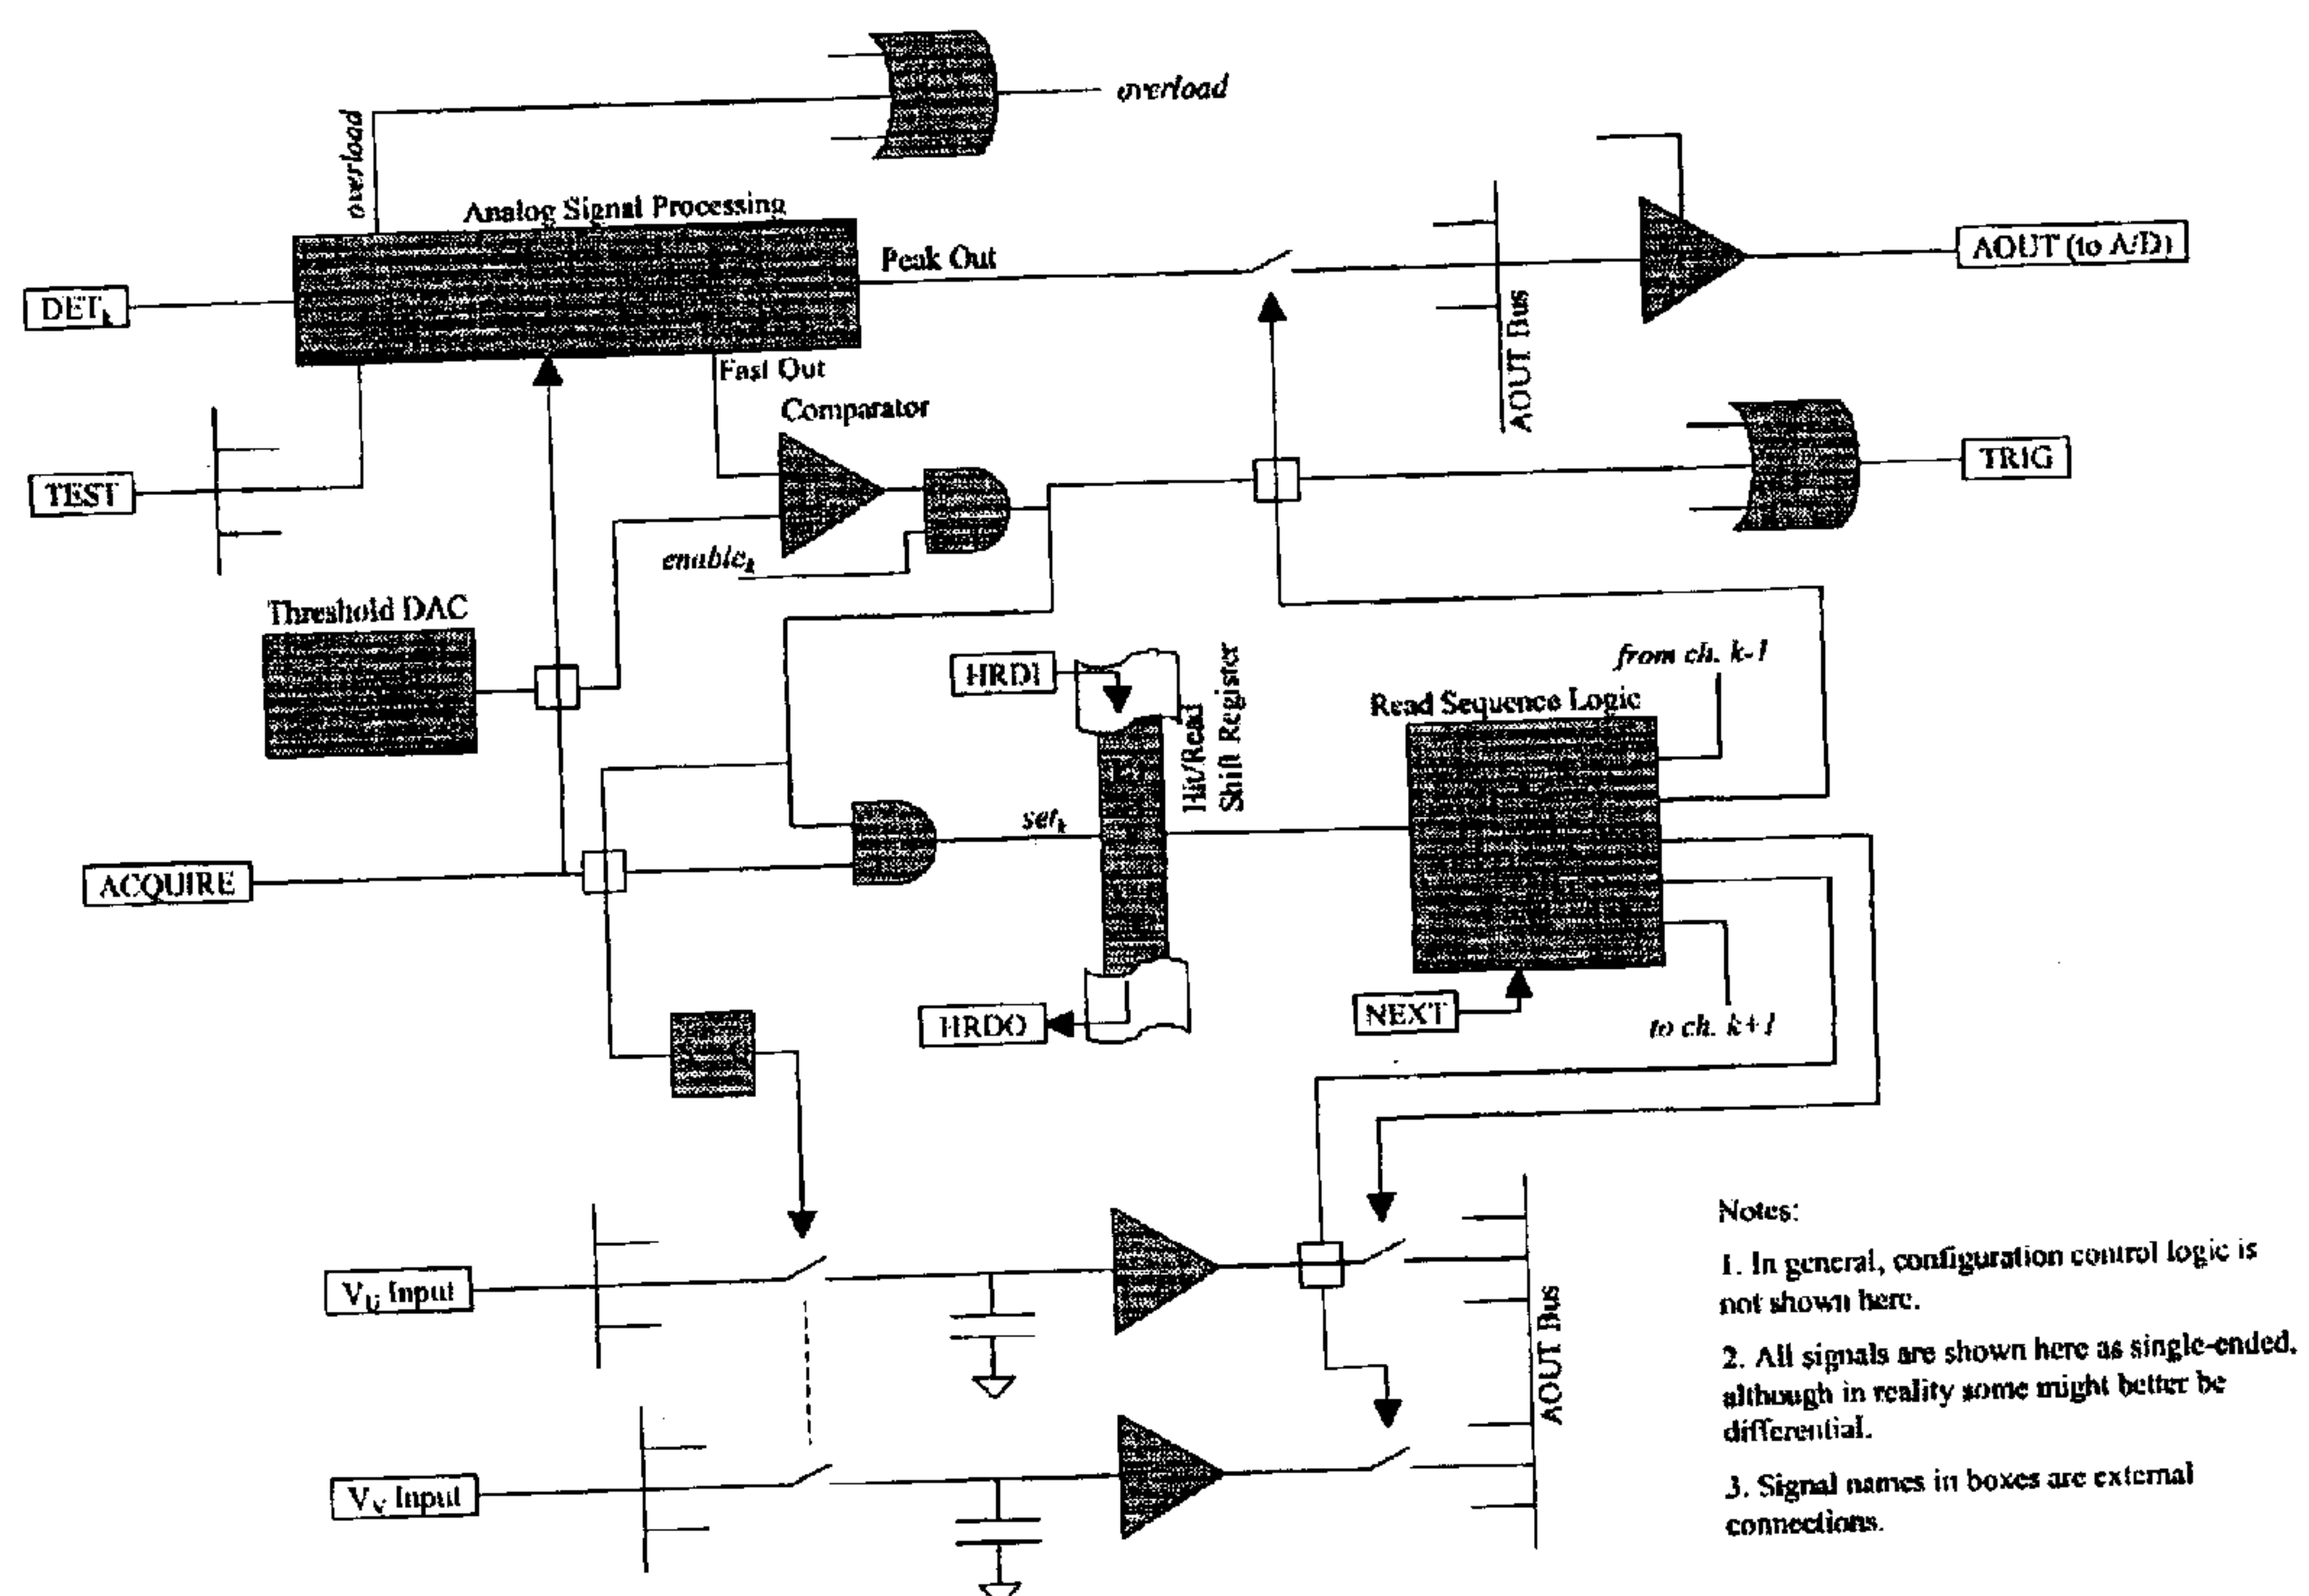 overload
overload
Analog Signal Processing
Peak Out
AOUT (to A/D)
DETk
AOUT Bus
Fast Out
Comparator
TEST
TRIG
enablek
Threshold DAC
HRDI
Hit/Read
Shift Register
from ch. k-1
Read Sequence Logic
setk
ACQUIRE
HRDO
NEXT
to ch. k+1
VU Input
AOUT Bus
VV Input
Notes:
1. In general, configuration control logic is
not shown here.
2. All signals are shown here as single-ended,
although in reality some might better be
differential.
3. Signal names in boxes are external
connections.